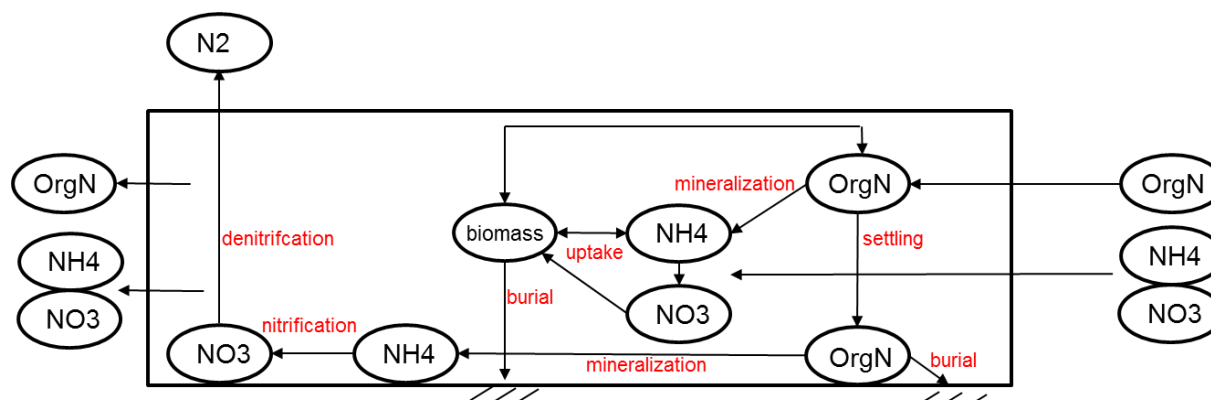 N2
OrgN
mineralization
OrgN
OrgN
denitrifcation
biomass
NH4
settling
NH4
uptake
NH4
burial
NO3
NO3
NO3
nitrification
NO3
NH4
mineralization
OrgN
burial